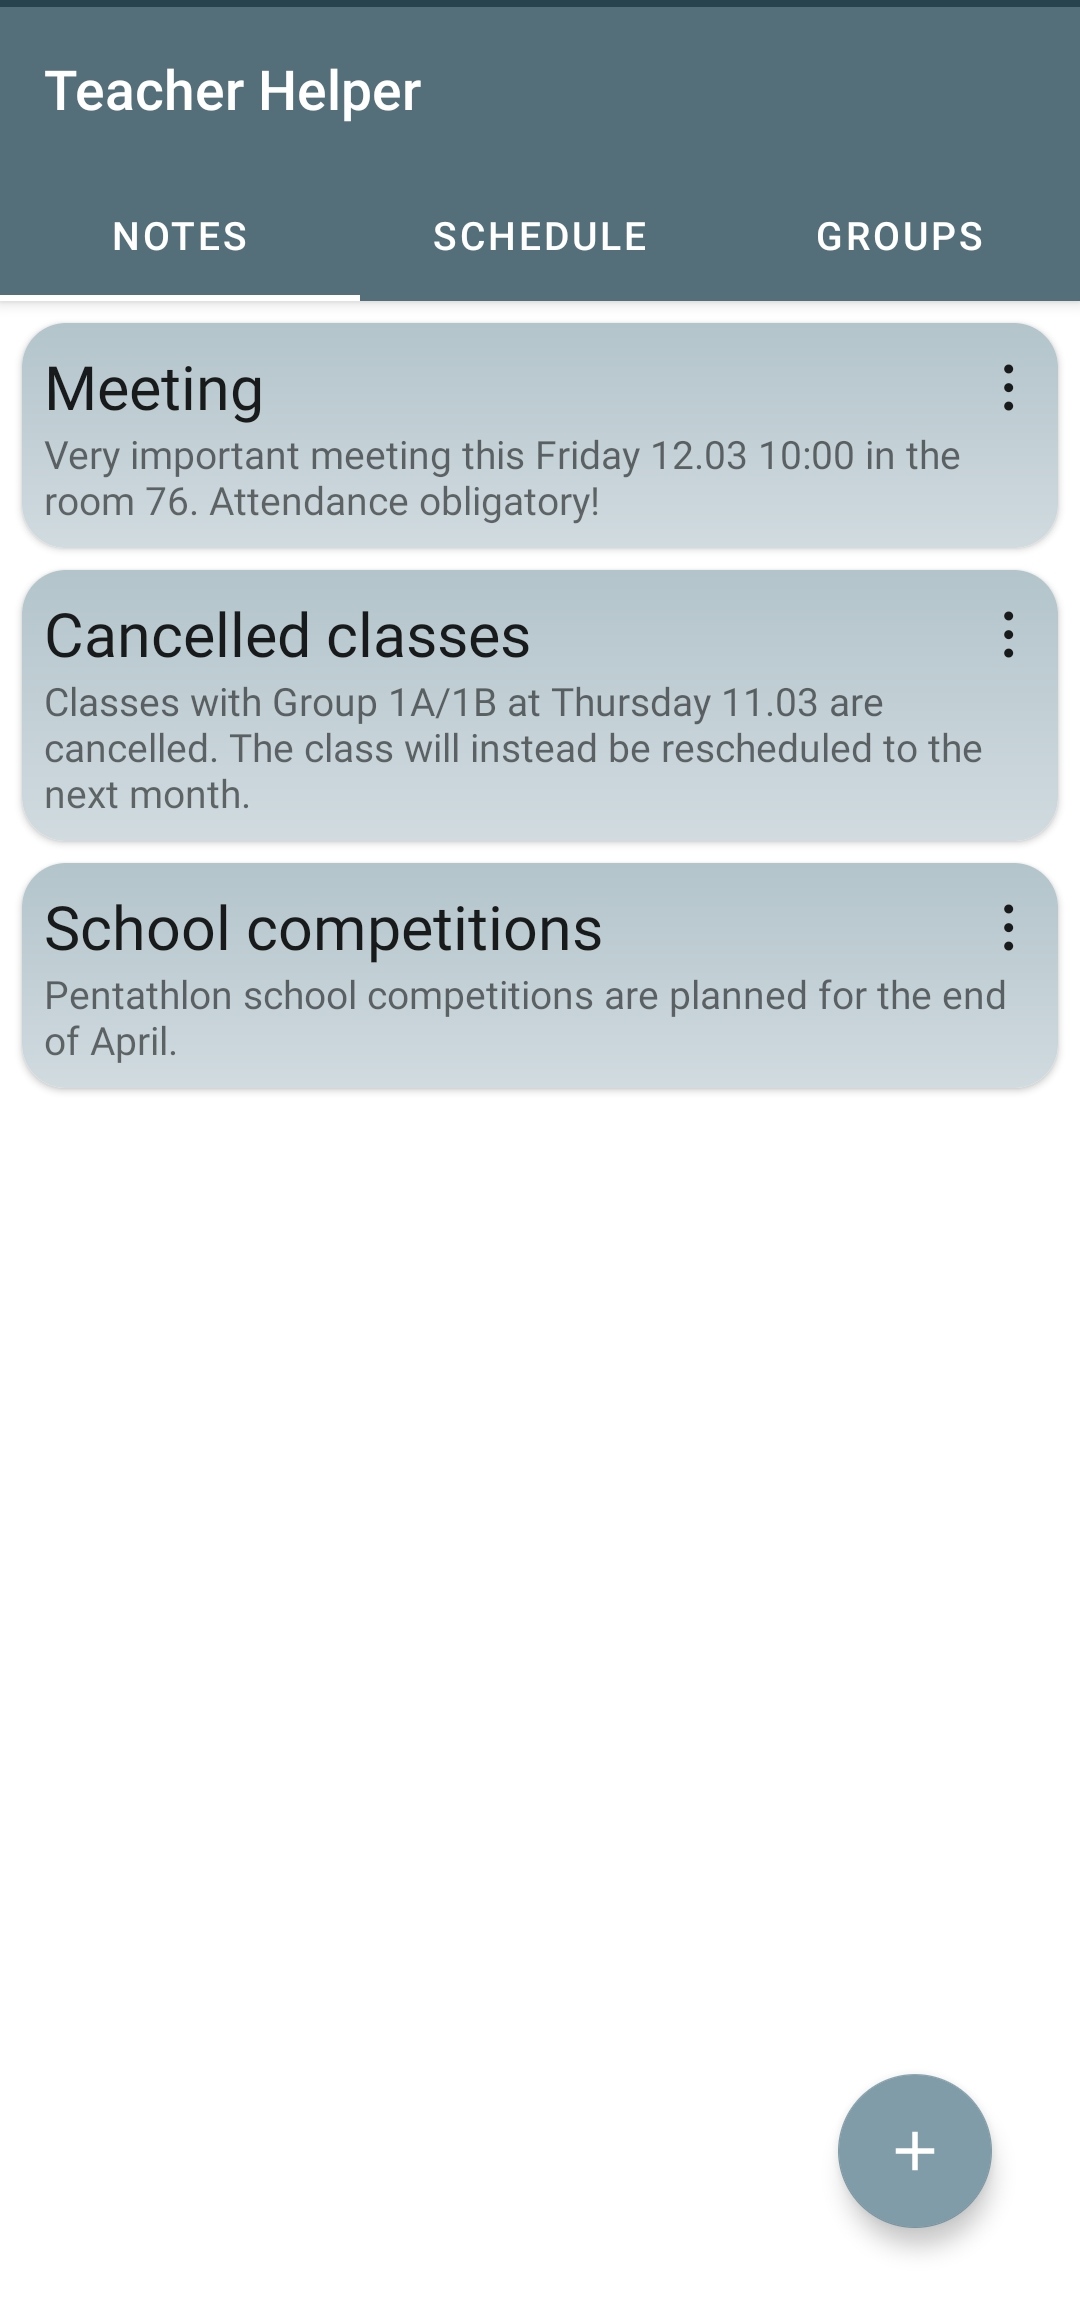 Teacher Helper
NOTES
SCHEDULE
GROUPS
Meeting
Very important meeting this Friday 12.03 10:00 in the
room 76. Attendance obligatory!
Cancelled classes
Classes with Group 1A/1B at Thursday 11.03 are
cancelled. The class will instead be rescheduled to the
next month.
School competitions
Pentathlon school competitions are planned for the end
of April.